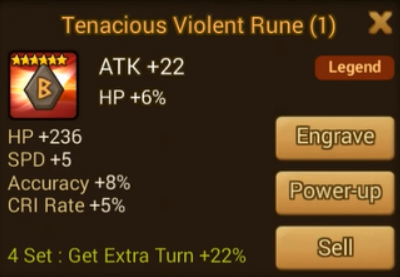 Tenacious Violent Rune (1)
ATK +22
Legend
HP +6%
HP +236
SPD +5
Accuracy +8%
CRI Rate +5%
Engrave
Power-up
Sell
4 Set : Get Extra Turn +22%